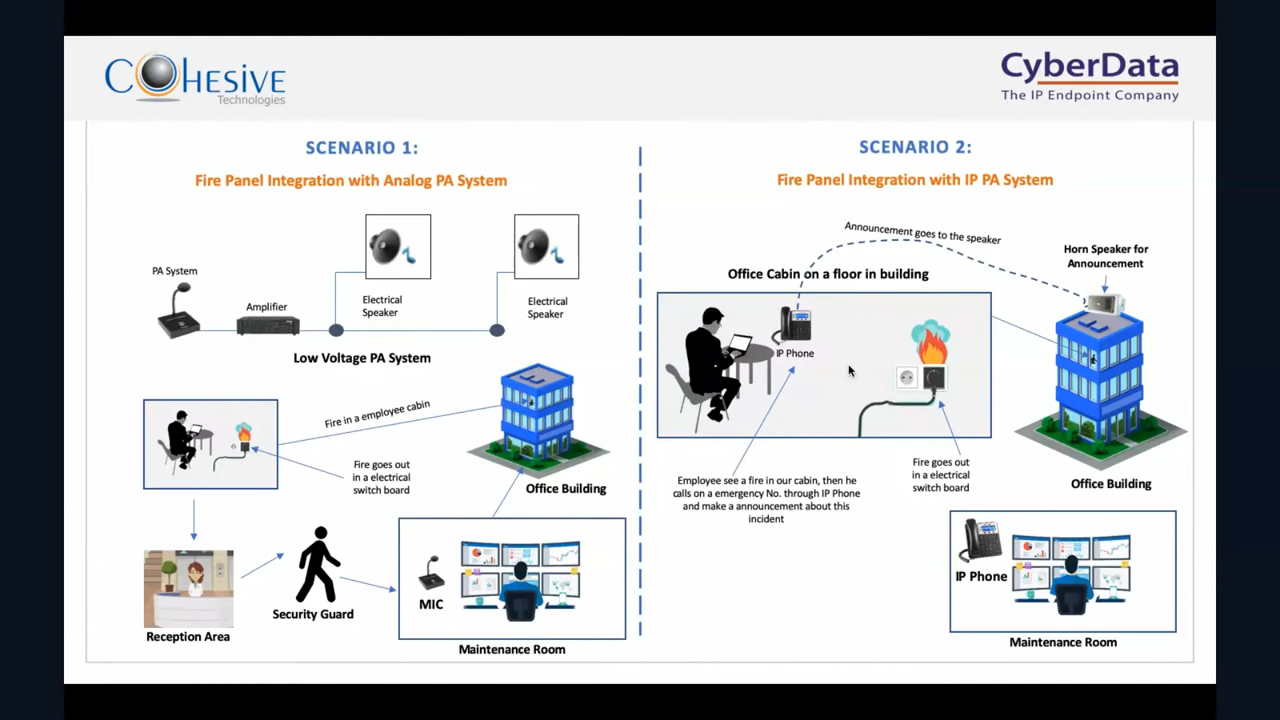 COHESIVE
Technologies
CyberData
The IP Endpoint Company
SCENARIO 1:
Fire Panel Integration with Analog PA System
PA System
Amplifier
Electrical
Speaker
Electrical
Speaker
Low Voltage PA System
Fire in a employee cabin
Fire goes out
in a electrical
switch board
Office Building
Reception Area
Security Guard
MIC
Maintenance Room
SCENARIO 2:
Fire Panel Integration with IP PA System
Announcement goes to the speaker
Horn Speaker for
Announcement
Office Cabin on a floor in building
IP Phone
Employee see a fire in our cabin, then he
calls on a emergency No. through IP Phone
and make a announcement about this
incident
Fire goes out
in a electrical
switch board
Office Building
IP Phone
Maintenance Room